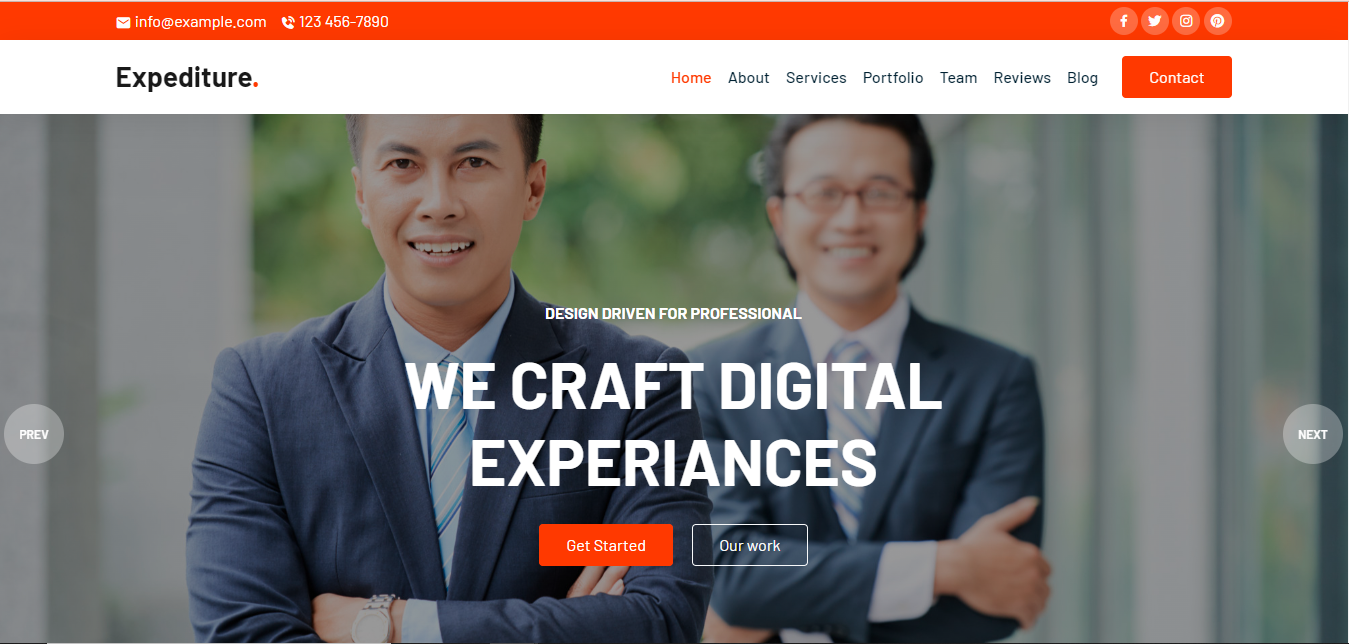 info@example.com 123 456-7890
Expediture.
Home About Services Portfolio Team Reviews Blog Contact
DESIGN DRIVEN FOR PROFESSIONAL
WE CRAFT DIGITAL
EXPERIANCES
PREV
NEXT
Get Started Our work